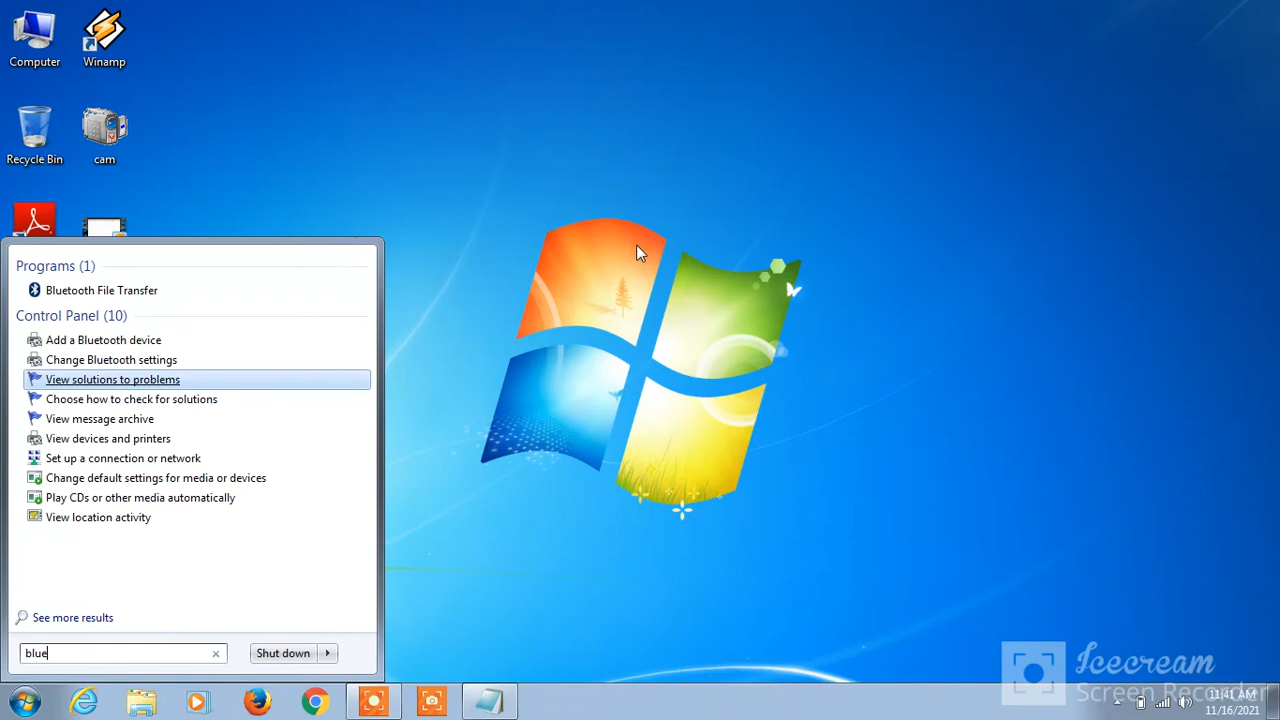 Computer
Winamp
Recycle Bin
cam
Programs (1)
Bluetooth File Transfer
Control Panel (10)
Add a Bluetooth device
Change Bluetooth settings
View solutions to problems
Choose how to check for solutions
View message archive
View devices and printers
Set up a connection or network
Change default settings for media or devices
Play CDs or other media automatically
View location activity
See more results
blue
Shut down
Icecream
Screen Recorder
11:41 AM
11/16/2021